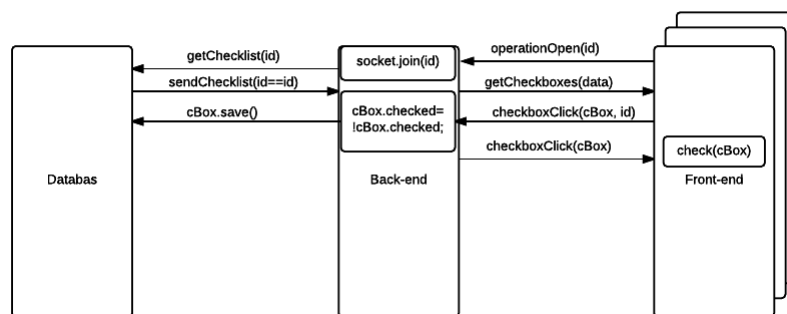 operationOpen(id)
getChecklist(id)
socket.join(id)
sendChecklist(id==id)
getCheckboxes(data)
cBox.save()
cBox.checked=
!cBox.checked;
checkboxClick(cBox, id)
checkboxClick(cBox)
check(cBox)
Databas
Back-end
Front-end